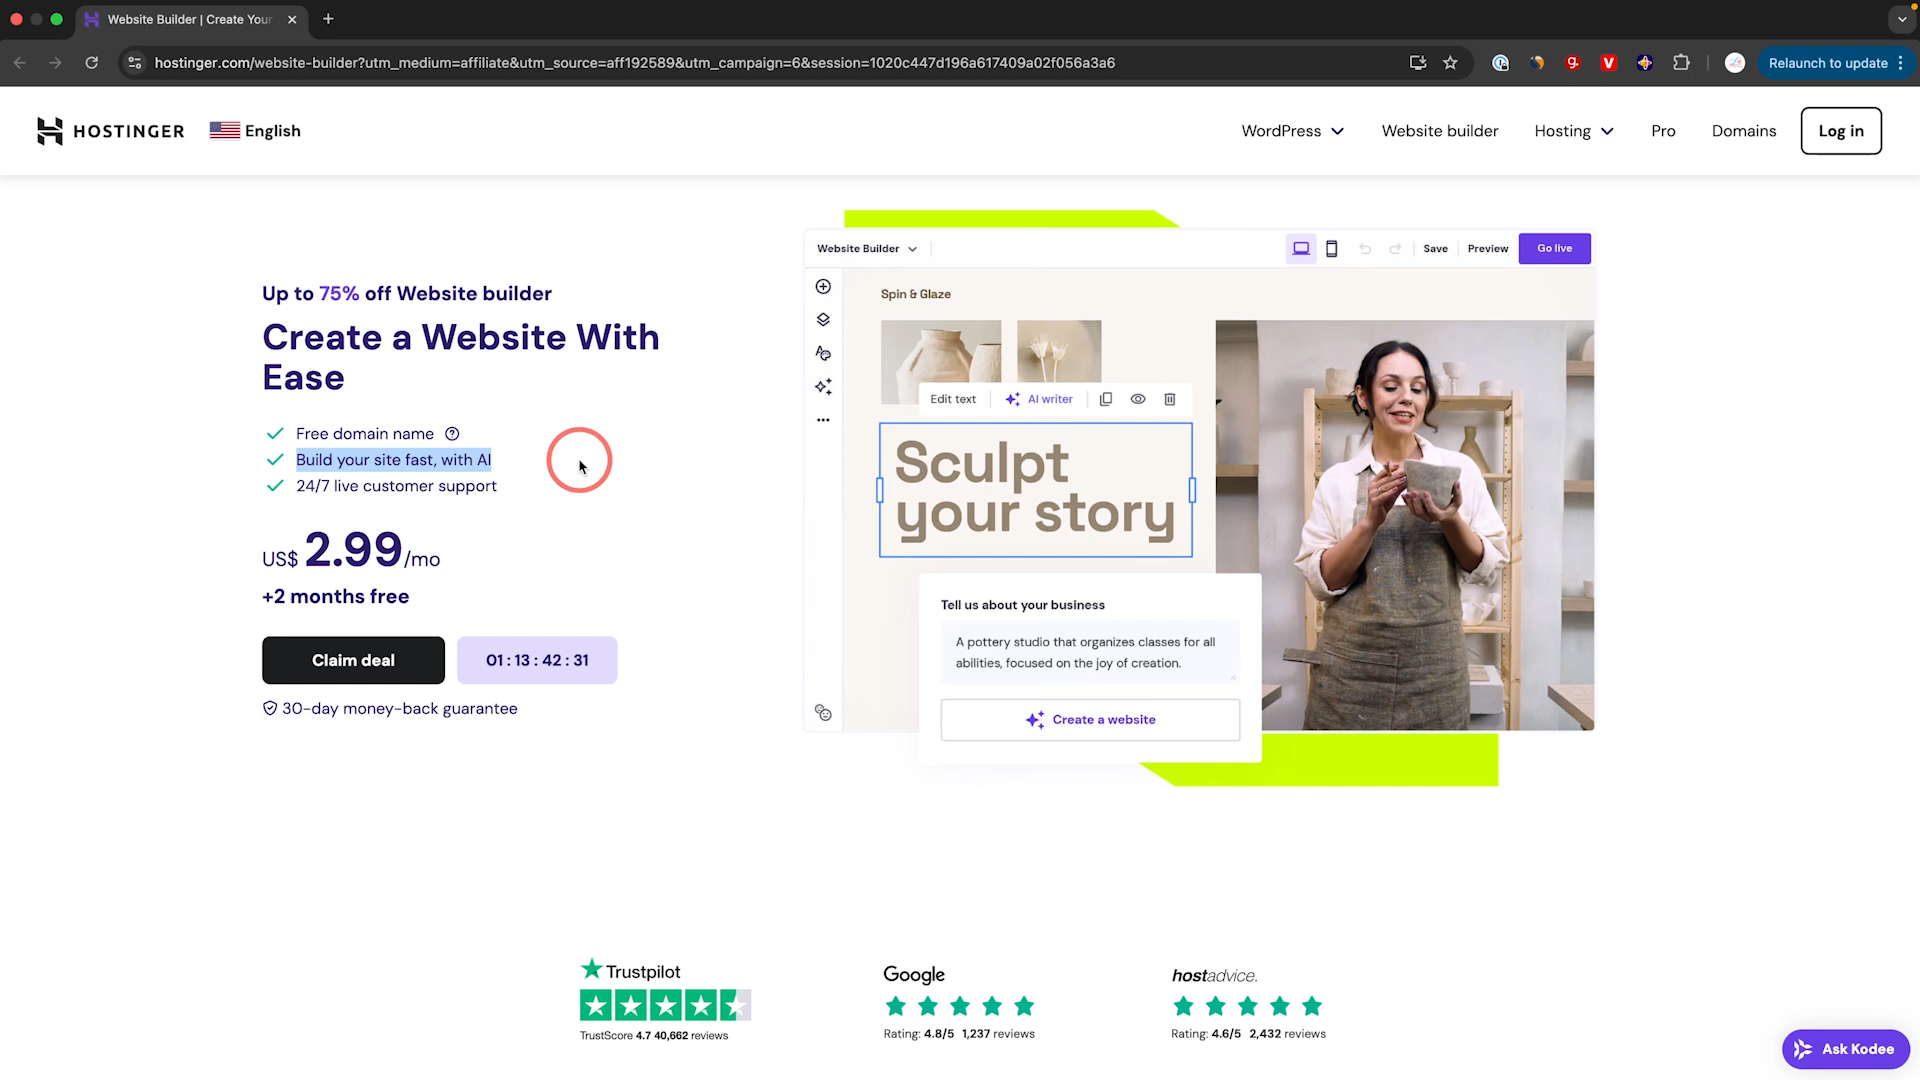 Website Builder | Create Your
hostinger.com/website-builder?utm_medium=affiliate&utm_source=aff192589&utm_campaign=6&session=1020c447d196a617409a02f056a3a6
Relaunch to update
HOSTINGER
English
WordPress
Website builder
Hosting
Pro
Domains
Log in
Up to 75% off Website builder
Create a Website With
Ease
Free domain name
Build your site fast, with AI
24/7 live customer support
US$ 2.99/mo
+2 months free
Claim deal
01 : 13 : 42 : 31
30-day money-back guarantee
Website Builder
Save
Preview
Go live
Spin & Glaze
Edit text
AI writer
Sculpt
your story
Tell us about your business
A pottery studio that organizes classes for all
abilities, focused on the joy of creation.
Create a website
Trustpilot
TrustScore 4.7 40,662 reviews
Google
Rating: 4.8/5 1,237 reviews
hostadvice.
Rating: 4.6/5 2,432 reviews
Ask Kodee